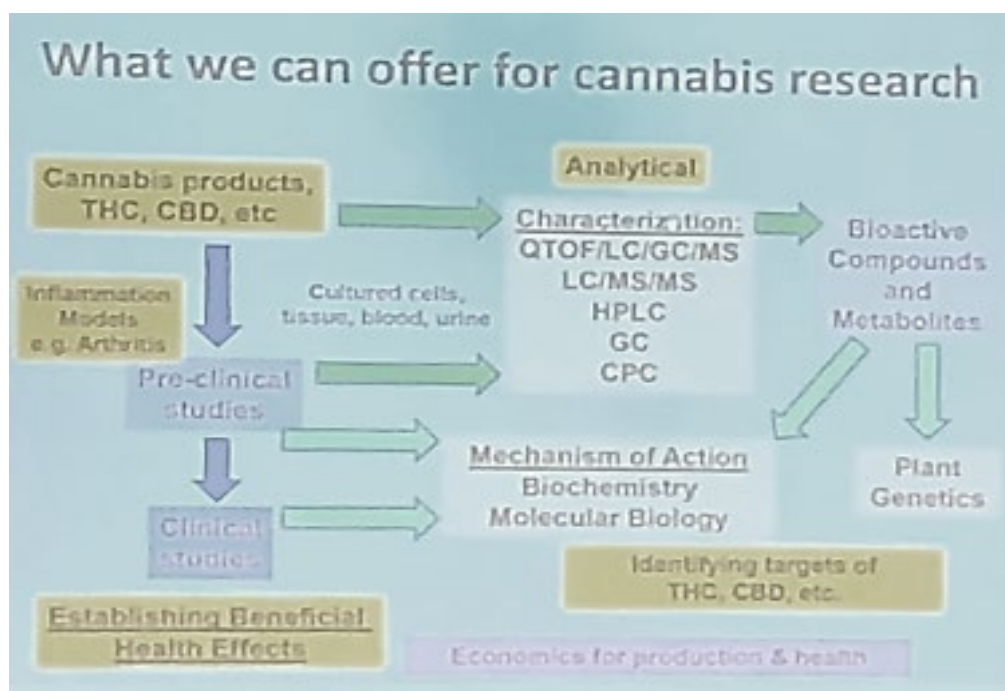 What we can offer for cannabis research
Analytical
Cannabis products,
THC, CBD, etc
Characterization:
QTOF/LC/GC/MS
LC/MS/MS
HPLC
GC
CPC
Bioactive
Compounds
and
Metabolites
Inflammation
Models
e.g. Arthritis
Cultured cells,
tissue, blood, urine
Pre-clinical
studies
Mechanism of Action
Biochemistry
Molecular Biology
Plant
Genetics
Clinical
studies
Identifying targets of
THC, CBD, etc.
Establishing Beneficial
Health Effects
Economics for production & health